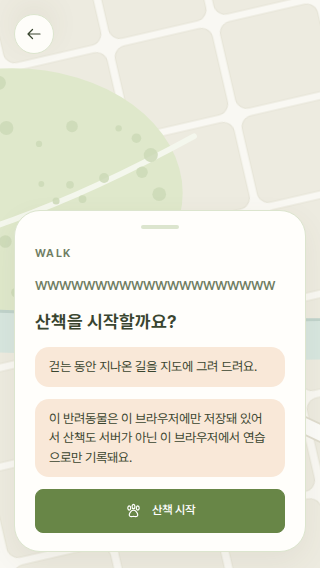 WALK
WWWWWWWWWWWWWWWWWWWW
산책을 시작할까요?
걷는 동안 지나온 길을 지도에 그려 드려요.
이 반려동물은 이 브라우저에만 저장돼 있어
서 산책도 서버가 아닌 이 브라우저에서 연습
으로만 기록돼요.
산책 시작